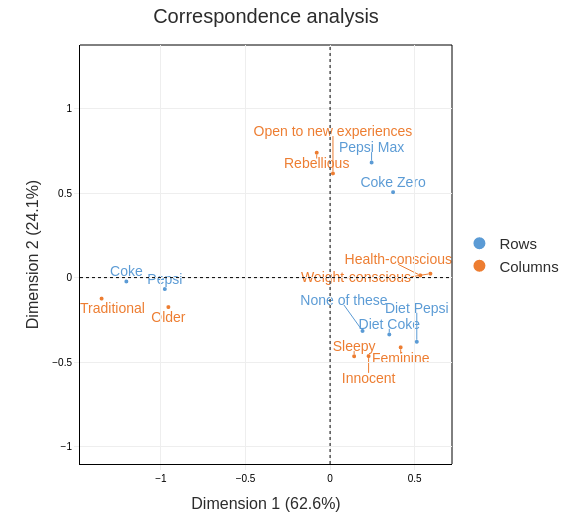 Correspondence analysis
Dimension 2 (24.1%)
1
0.5
0
−0.5
−1
Open to new experiences
Pepsi Max
Rebellious
Coke Zero
Health-conscious
Weight-conscious
Coke
Pepsi
None of these
Diet Pepsi
Traditional
Older
Diet Coke
Sleepy
Feminine
Innocent
Rows
Columns
−1
−0.5
0
0.5
Dimension 1 (62.6%)